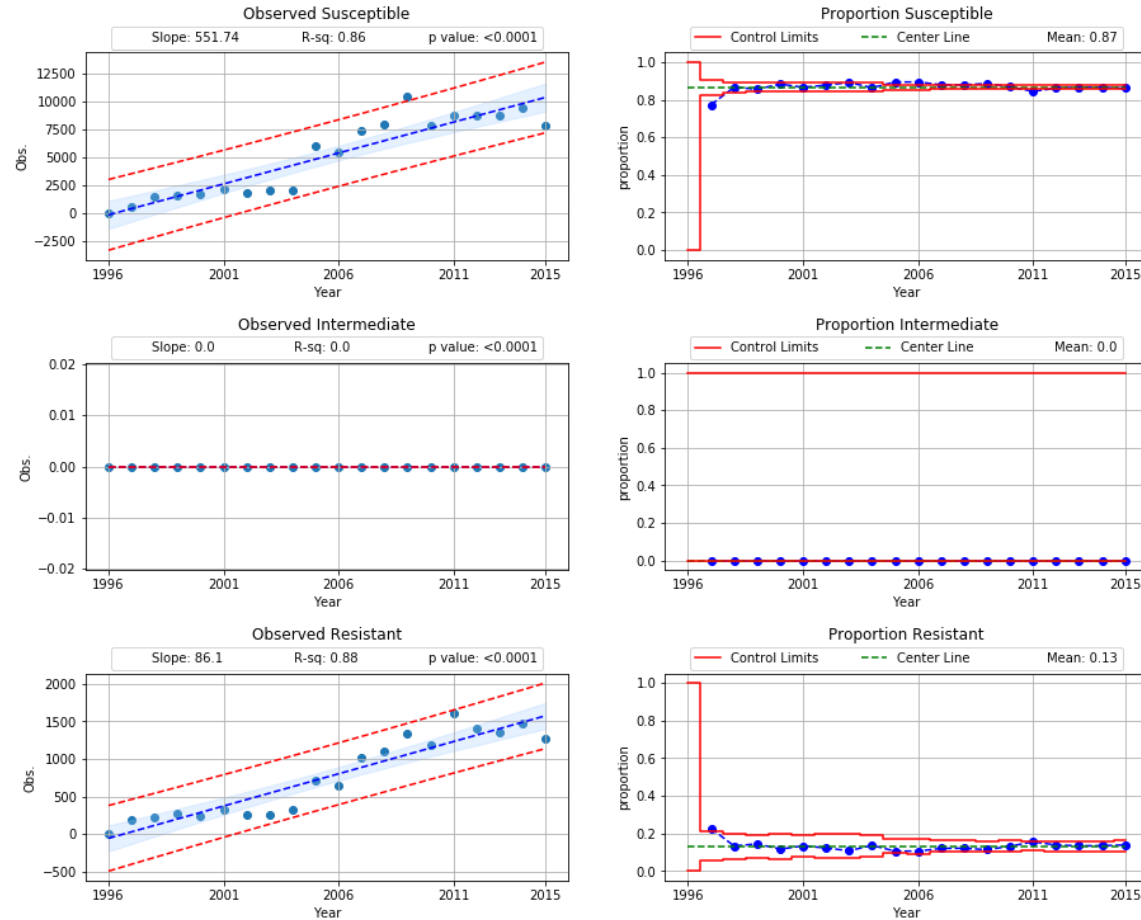 Observed Susceptible
Slope: 551.74 R-sq: 0.86 p value: <0.0001
12500
10000
7500
5000
2500
0
−2500
Obs.
1996 2001 2006 2011 2015
Year
Proportion Susceptible
Control Limits Center Line Mean: 0.87
1.0
0.8
0.6
0.4
0.2
0.0
proportion
1996 2001 2006 2011 2015
Year
Observed Intermediate
Slope: 0.0 R-sq: 0.0 p value: <0.0001
0.02
0.01
0.00
−0.01
−0.02
Obs.
1996 2001 2006 2011 2015
Year
Proportion Intermediate
Control Limits Center Line Mean: 0.0
1.0
0.8
0.6
0.4
0.2
0.0
proportion
1996 2001 2006 2011 2015
Year
Observed Resistant
Slope: 86.1 R-sq: 0.88 p value: <0.0001
2000
1500
1000
500
0
−500
Obs.
1996 2001 2006 2011 2015
Year
Proportion Resistant
Control Limits Center Line Mean: 0.13
1.0
0.8
0.6
0.4
0.2
0.0
proportion
1996 2001 2006 2011 2015
Year